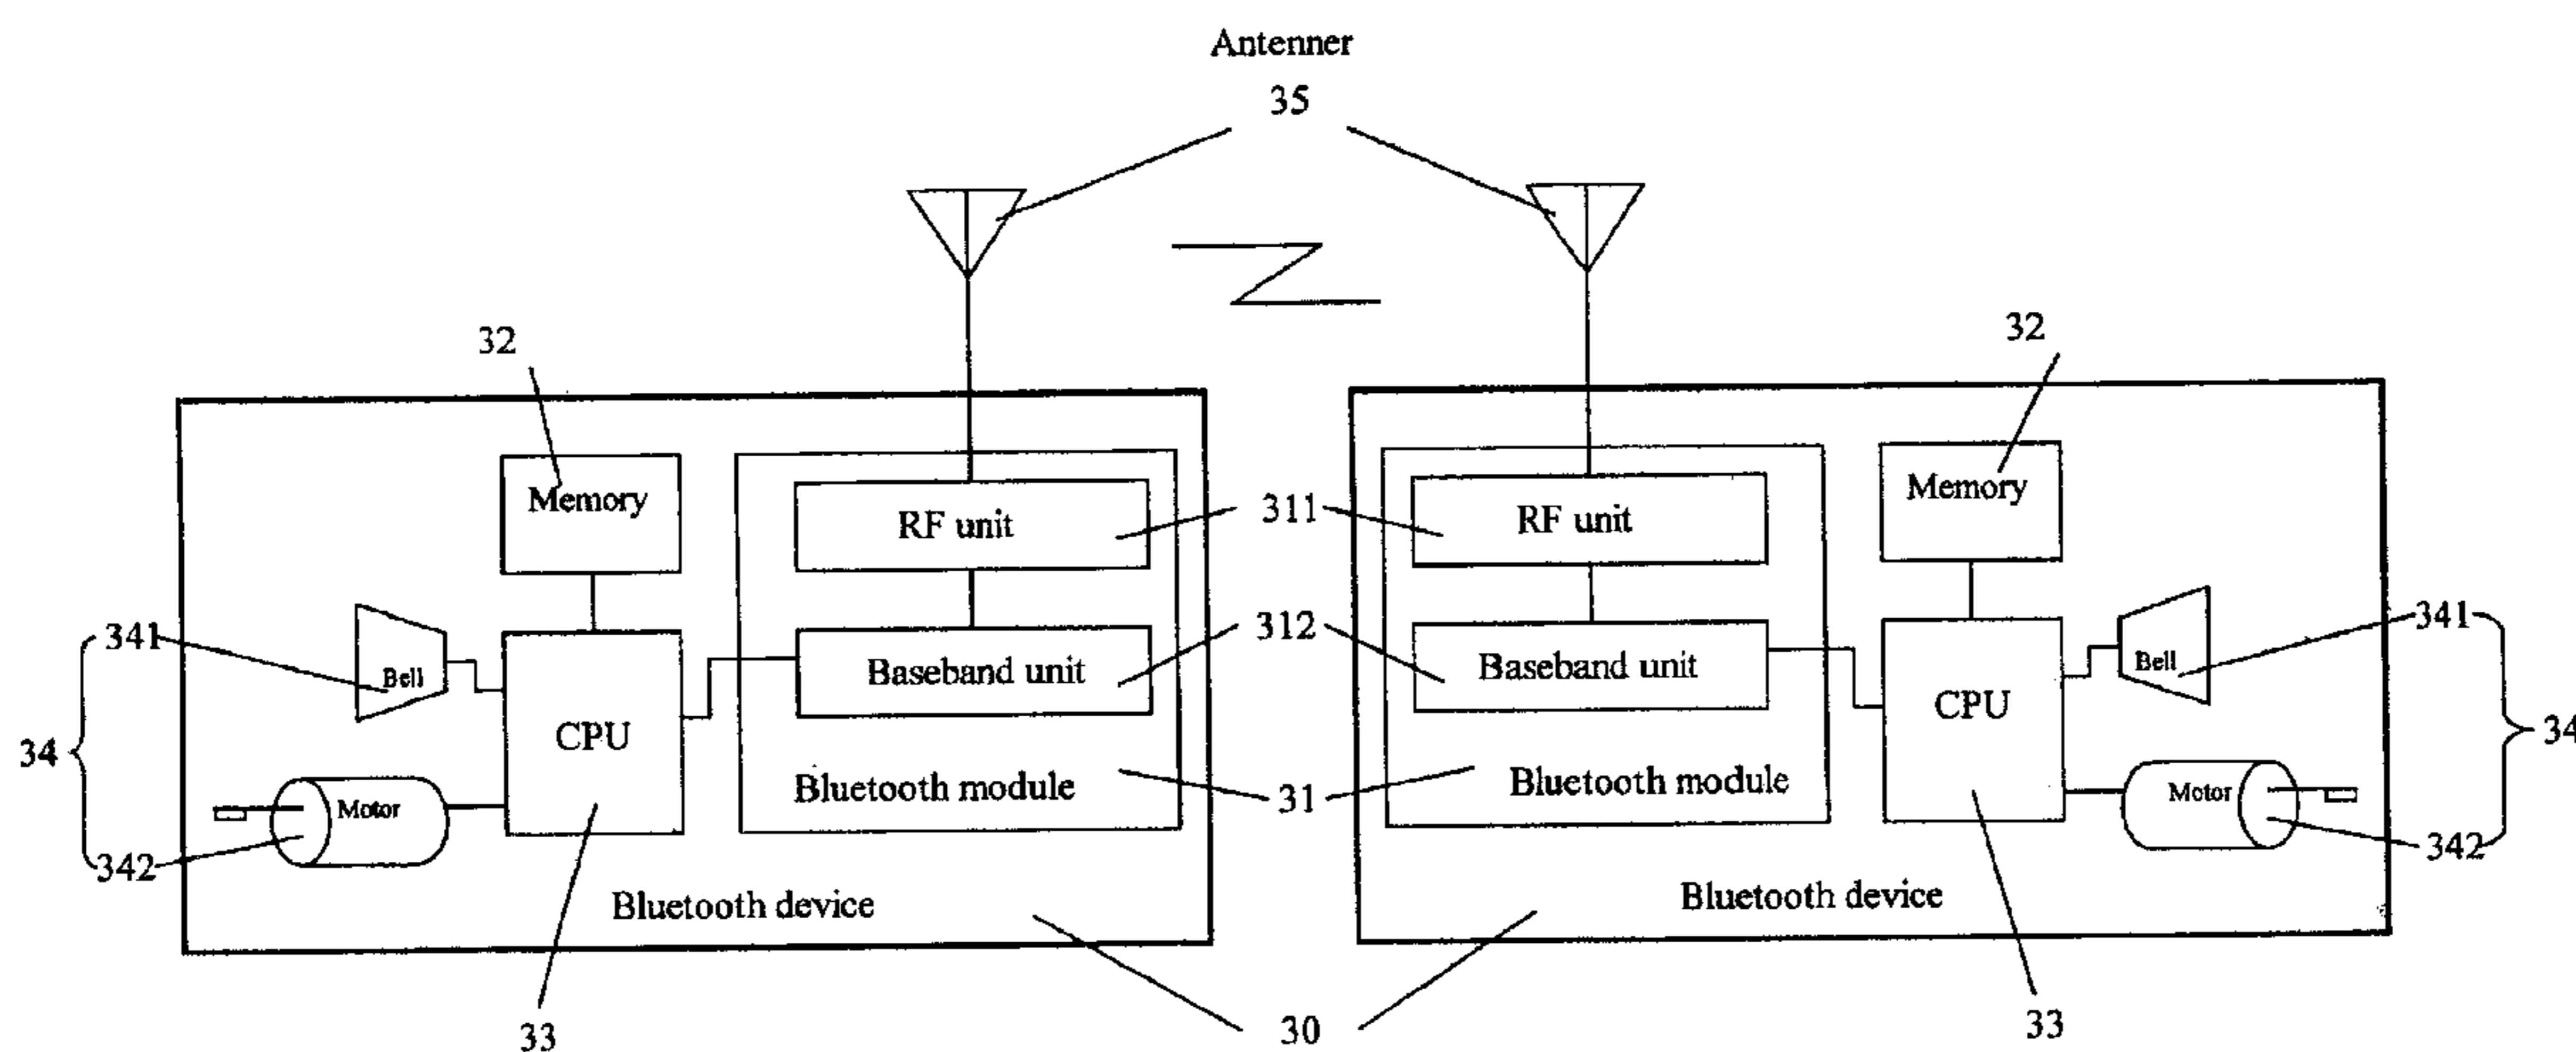 Antenner
35
32
32
Memory
RF unit
311
RF unit
Memory
341
Bell
CPU
Baseband unit
312
Baseband unit
CPU
Bell
341
34
34
Motor
Bluetooth module
31
Bluetooth module
Motor
342
342
Bluetooth device
Bluetooth device
33
30
33